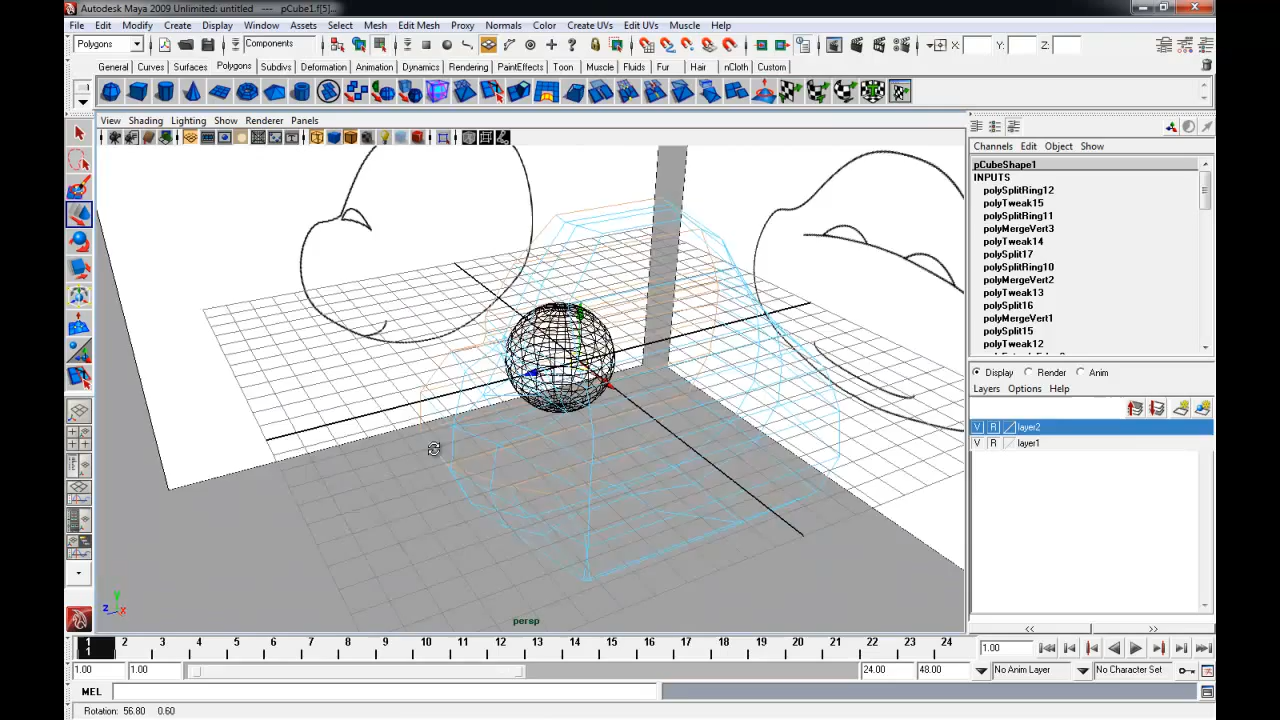 Autodesk Maya 2009 Unlimited: untitled --- pCube1.f[5]...
File Edit Modify Create Display Window Assets Select Mesh Edit Mesh Proxy Normals Color Create UVs Edit UVs Muscle Help
Polygons Components X: Y: Z:
General Curves Surfaces Polygons Subdivs Deformation Animation Dynamics Rendering PaintEffects Toon Muscle Fluids Fur Hair nCloth Custom
View Shading Lighting Show Renderer Panels
Channels Edit Object Show
pCubeShape1
INPUTS
polySplitRing12
polyTweak15
polySplitRing11
polyMergeVert3
polyTweak14
polySplit17
polySplitRing10
polyMergeVert2
polyTweak13
polySplit16
polyMergeVert1
polySplit15
polyTweak12
Display Render Anim
Layers Options Help
V R layer2
V R layer1
y
z x
persp
<< >>
1 2 3 4 5 6 7 8 9 10 11 12 13 14 15 16 17 18 19 20 21 22 23 24
1
1.00
1.00 1.00 24.00 48.00 No Anim Layer No Character Set
MEL
Rotation: 56.80 0.60